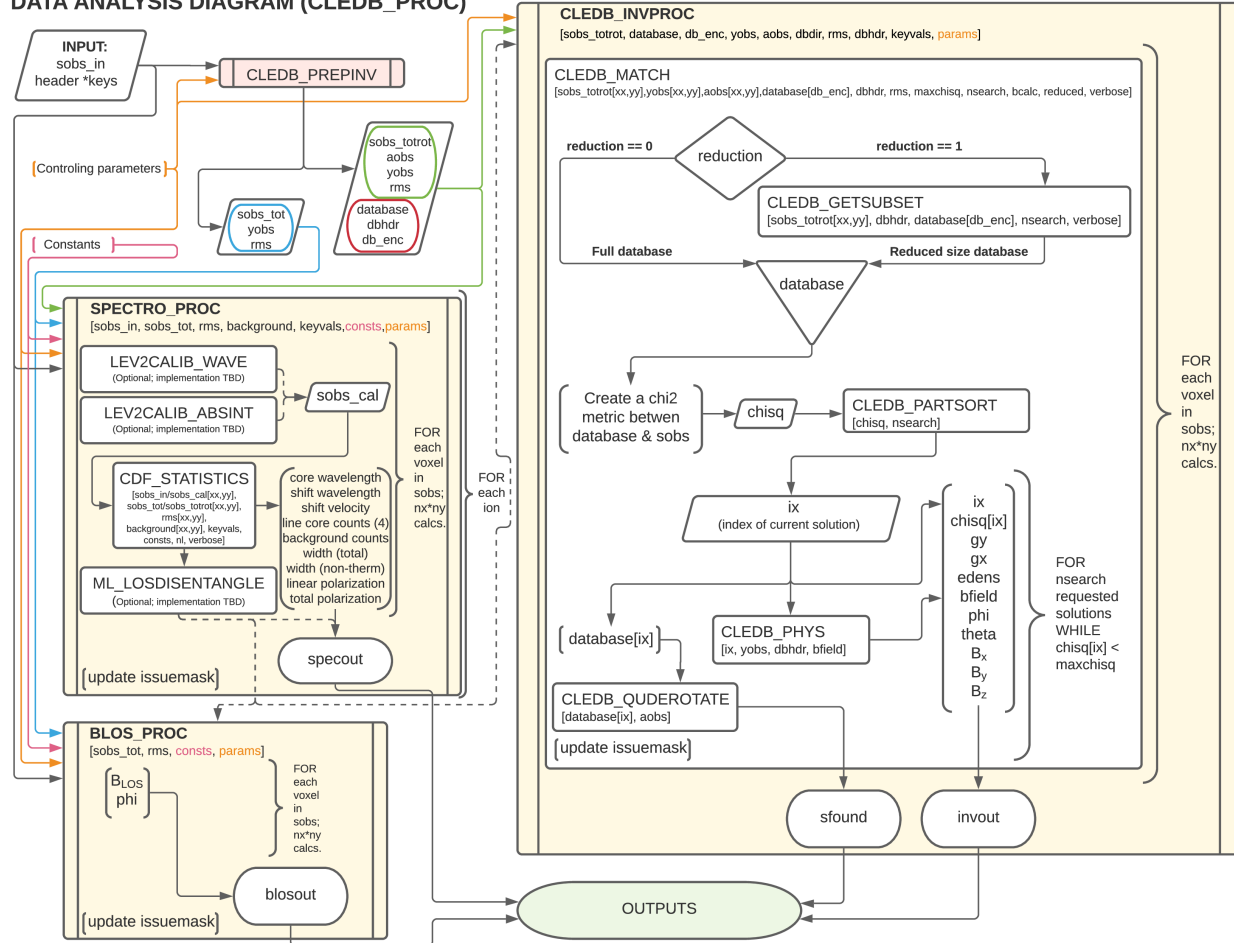 DATA ANALYSIS DIAGRAM (CLEDB_PROC)
INPUT:
sobs_in
header *keys
CLEDB_PREPINV
Controling parameters
Constants
sobs_totrot
aobs
yobs
rms
database
dbhdr
db_enc
sobs_tot
yobs
rms
SPECTRO_PROC
[sobs_in, sobs_tot, rms, background, keyvals,consts,params]
LEV2CALIB_WAVE
(Optional; implementation TBD)
LEV2CALIB_ABSINT
(Optional; implementation TBD)
sobs_cal
CDF_STATISTICS
[sobs_in/sobs_cal[xx,yy],
sobs_tot/sobs_totrot[xx,yy],
rms[xx,yy],
background[xx,yy], keyvals,
consts, nl, verbose]
core wavelength
shift wavelength
shift velocity
line core counts (4)
background counts
width (total)
width (non-therm)
linear polarization
total polarization
ML_LOSDISENTANGLE
(Optional; implementation TBD)
specout
update issuemask
FOR
each
voxel
in
sobs;
nx*ny
calcs.
FOR
each
ion
BLOS_PROC
[sobs_tot, rms, consts, params]
BLOS
phi
FOR
each
voxel
in
sobs;
nx*ny
calcs.
blosout
update issuemask
CLEDB_INVPROC
[sobs_totrot, database, db_enc, yobs, aobs, dbdir, rms, dbhdr, keyvals, params]
CLEDB_MATCH
[sobs_totrot[xx,yy],yobs[xx,yy],aobs[xx,yy],database[db_enc], dbhdr, rms, maxchisq, nsearch, bcalc, reduced, verbose]
reduction == 0
reduction
reduction == 1
CLEDB_GETSUBSET
[sobs_totrot[xx,yy], dbhdr, database[db_enc], nsearch, verbose]
Full database
Reduced size database
database
Create a chi2
metric betwen
database & sobs
chisq
CLEDB_PARTSORT
[chisq, nsearch]
ix
(index of current solution)
database[ix]
CLEDB_PHYS
[ix, yobs, dbhdr, bfield]
CLEDB_QUDEROTATE
[database[ix], aobs]
update issuemask
ix
chisq[ix]
gy
gx
edens
bfield
phi
theta
Bx
By
Bz
FOR
nsearch
requested
solutions
WHILE
chisq[ix] <
maxchisq
FOR
each
voxel
in
sobs;
nx*ny
calcs.
sfound
invout
OUTPUTS